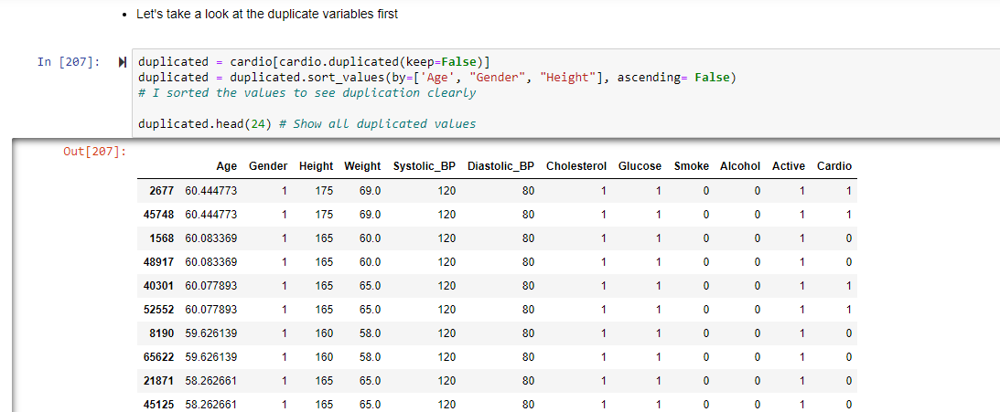 Let's take a look at the duplicate variables first
In [207]: duplicated = cardio[cardio.duplicated(keep=False)]
duplicated = duplicated.sort_values(by=['Age', "Gender", "Height"], ascending= False)
# I sorted the values to see duplication clearly
duplicated.head(24) # Show all duplicated values
Out[207]:
Age Gender Height Weight Systolic_BP Diastolic_BP Cholesterol Glucose Smoke Alcohol Active Cardio
2677 60.444773 1 175 69.0 120 80 1 1 0 0 1 1
45748 60.444773 1 175 69.0 120 80 1 1 0 0 1 1
1568 60.083369 1 165 60.0 120 80 1 1 0 0 1 0
48917 60.083369 1 165 60.0 120 80 1 1 0 0 1 0
40301 60.077893 1 165 65.0 120 80 1 1 0 0 1 1
52552 60.077893 1 165 65.0 120 80 1 1 0 0 1 1
8190 59.626139 1 160 58.0 120 80 1 1 0 0 1 0
65622 59.626139 1 160 58.0 120 80 1 1 0 0 1 0
21871 58.262661 1 165 65.0 120 80 1 1 0 0 1 0
45125 58.262661 1 165 65.0 120 80 1 1 0 0 1 0